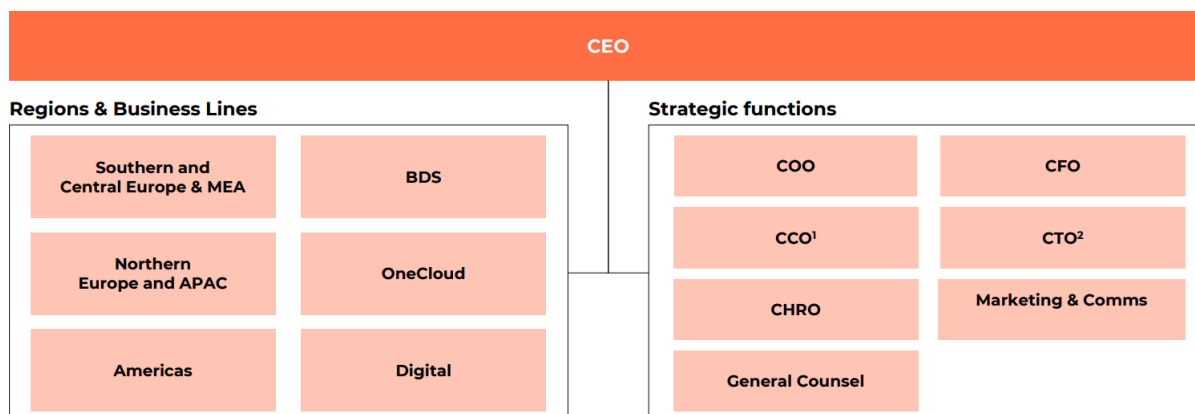 CEO
Regions & Business Lines
Southern and
Central Europe & MEA
BDS
Northern
Europe and APAC
OneCloud
Americas
Digital
Strategic functions
COO
CFO
CCO¹
CTO²
CHRO
Marketing & Comms
General Counsel